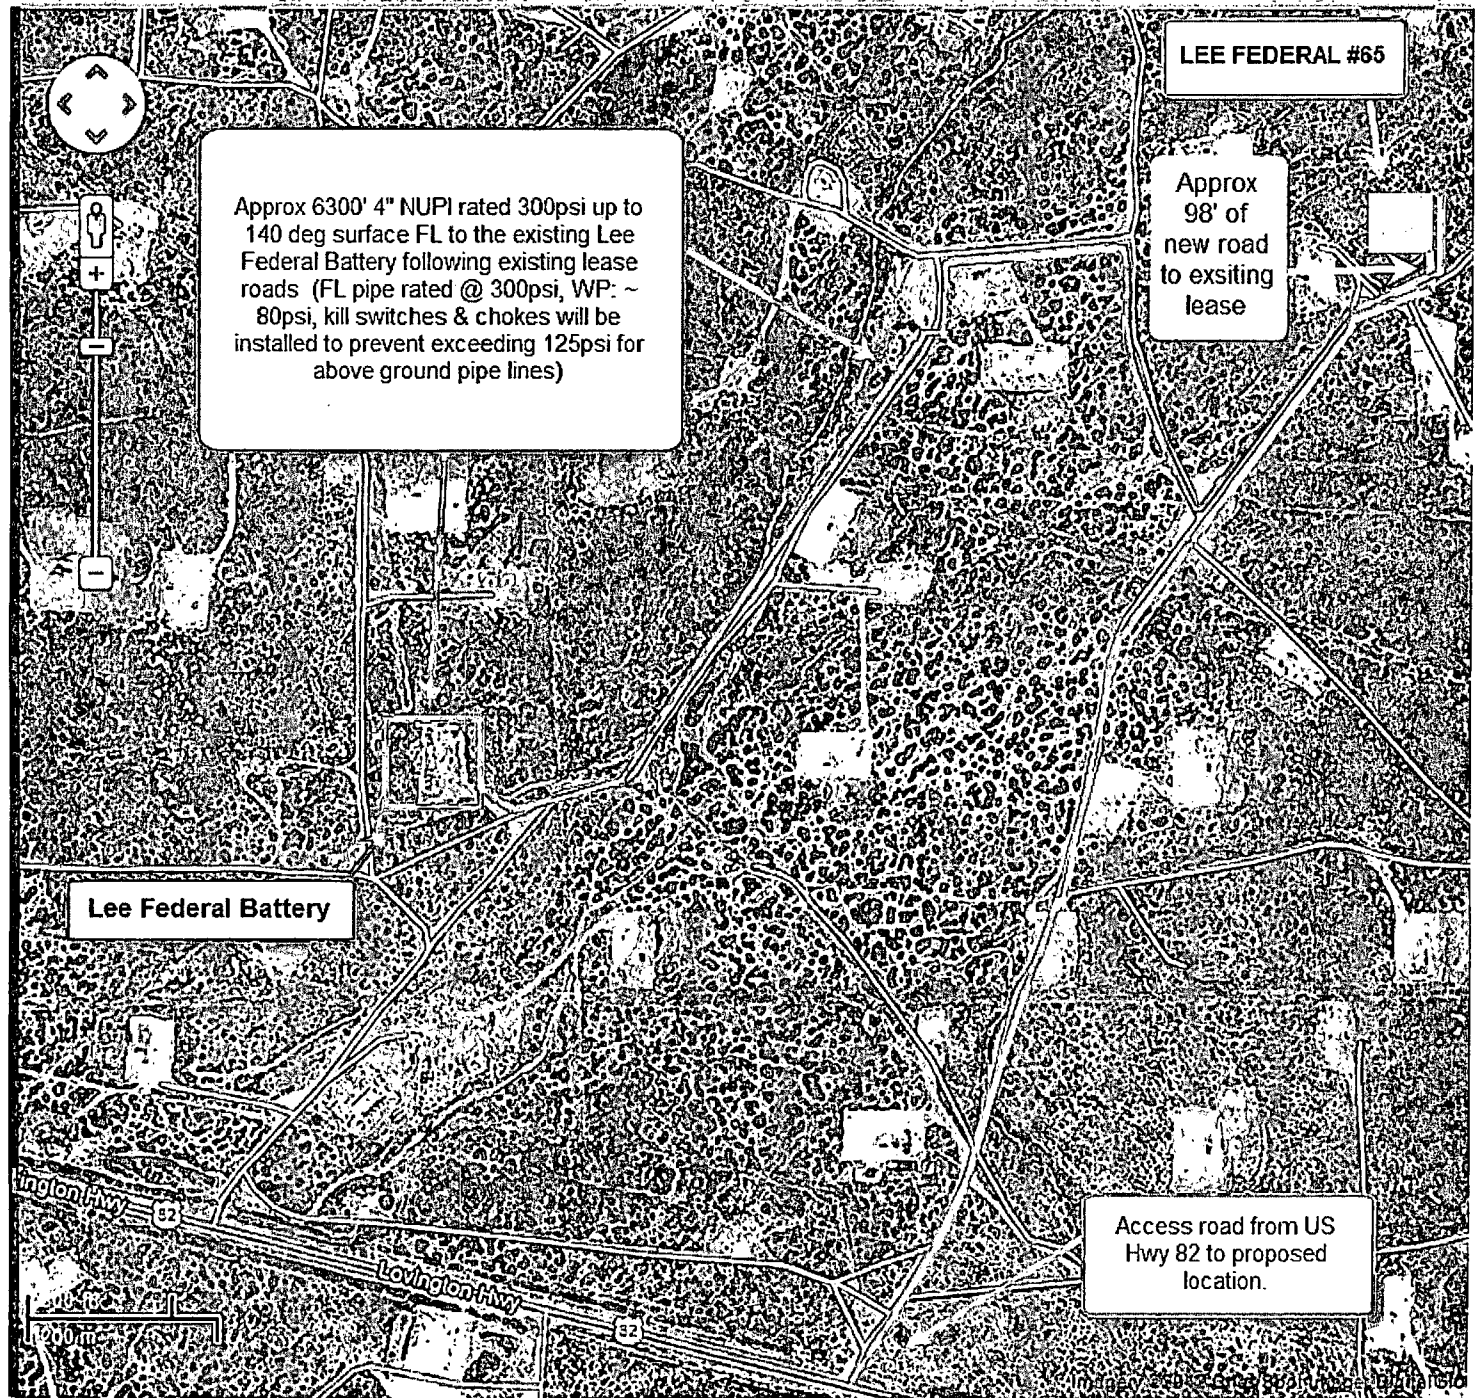 LEE FEDERAL #65
Approx 6300' 4" NUPI rated 300psi up to
140 deg surface FL to the existing Lee
Federal Battery following existing lease
roads (FL pipe rated @ 300psi, WP: ~
80psi, kill switches & chokes will be
installed to prevent exceeding 125psi for
above ground pipe lines)
Approx
98' of
new road
to exsiting
lease
Lee Federal Battery
ington Hwy
82
Lovington Hwy
82
Access road from US
Hwy 82 to proposed
location.
200 m